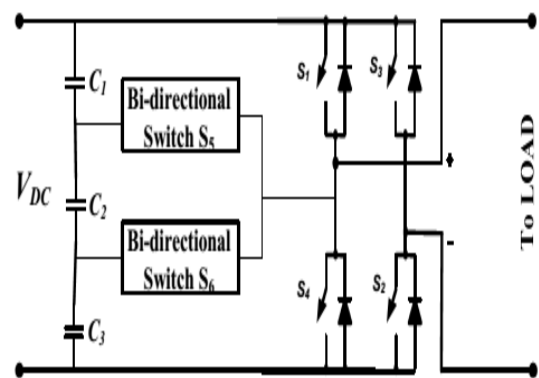 C1
S1
S3
Bi-directional
Switch S5
VDC
C2
+
-
To LOAD
Bi-directional
Switch S6
S4
S2
C3